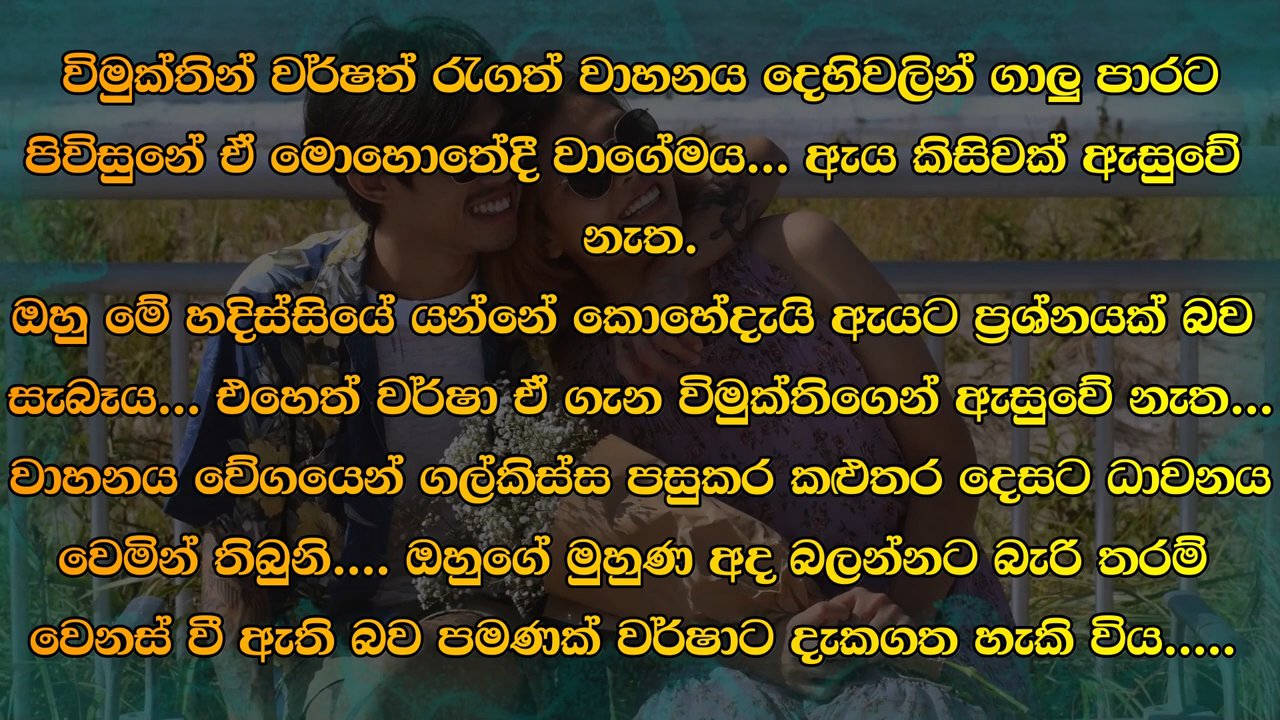 විමුක්තින් වර්ෂත් රැගත් වාහනය දෙහිවලින් ගාලු පාරට
පිවිසුනේ ඒ මොහොතේදී වාගේමය... ඇය කිසිවක් ඇසුවේ
නැත.
ඔහු මේ හදිස්සියේ යන්නේ කොහේදැයි ඇයට ප්‍රශ්නයක් බව
සැබෑය... එහෙත් වර්ෂා ඒ ගැන විමුක්තිගෙන් ඇසුවේ නැත...
වාහනය වේගයෙන් ගල්කිස්ස පසුකර කළුතර දෙසට ධාවනය
වෙමින් තිබුනි.... ඔහුගේ මුහුණ අද බලන්නට බැරි තරම්
වෙනස් වී ඇති බව පමණක් වර්ෂාට දැකගත හැකි විය.....